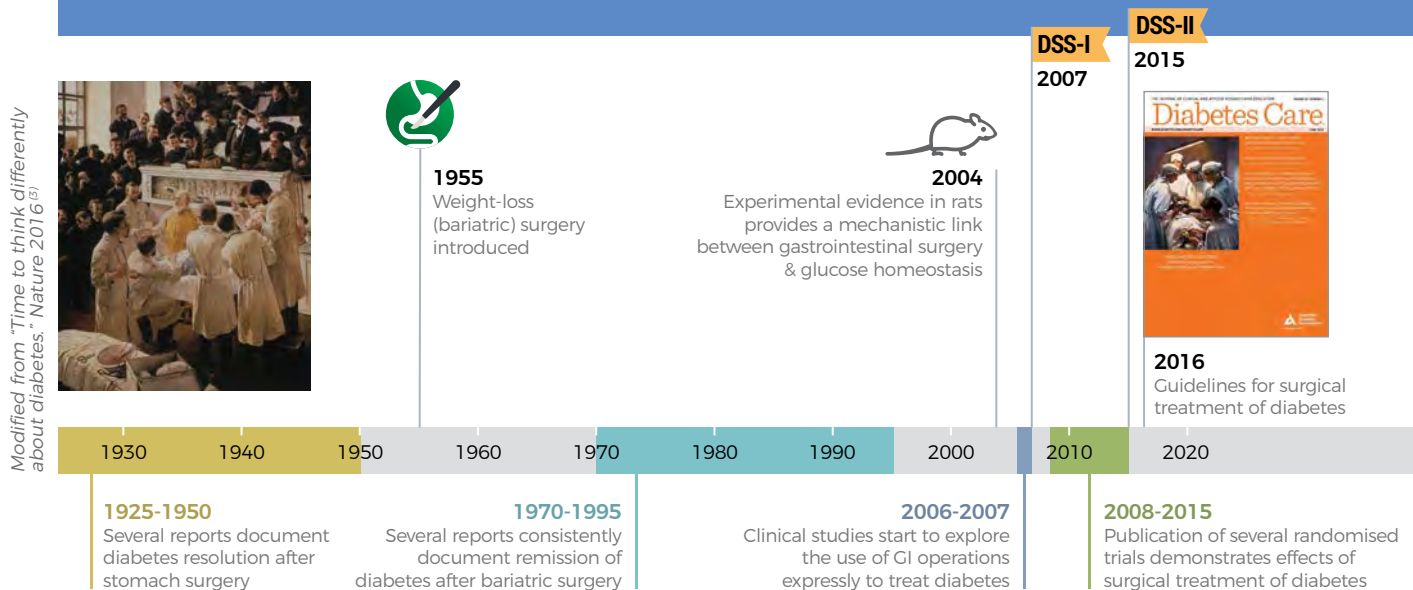 Modified from "Time to think differently
about diabetes." Nature 2016 (3)
DSS-I
2007
DSS-II
2015
Diabetes Care
1955
Weight-loss
(bariatric) surgery
introduced
2004
Experimental evidence in rats
provides a mechanistic link
between gastrointestinal surgery
& glucose homeostasis
2016
Guidelines for surgical
treatment of diabetes
1930 1940 1950 1960 1970 1980 1990 2000 2010 2020
1925-1950
Several reports document
diabetes resolution after
stomach surgery
1970-1995
Several reports consistently
document remission of
diabetes after bariatric surgery
2006-2007
Clinical studies start to explore
the use of GI operations
expressly to treat diabetes
2008-2015
Publication of several randomised
trials demonstrates effects of
surgical treatment of diabetes